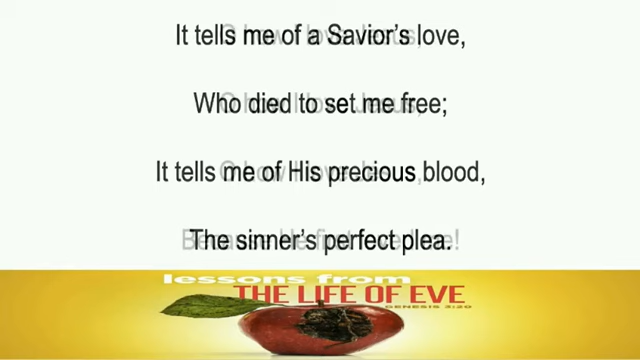 It tells me of a Savior's love,
Who died to set me free;
It tells me of His precious blood,
The sinner's perfect plea.
lessons from
THE LIFE OF EVE
GENESIS 3:20